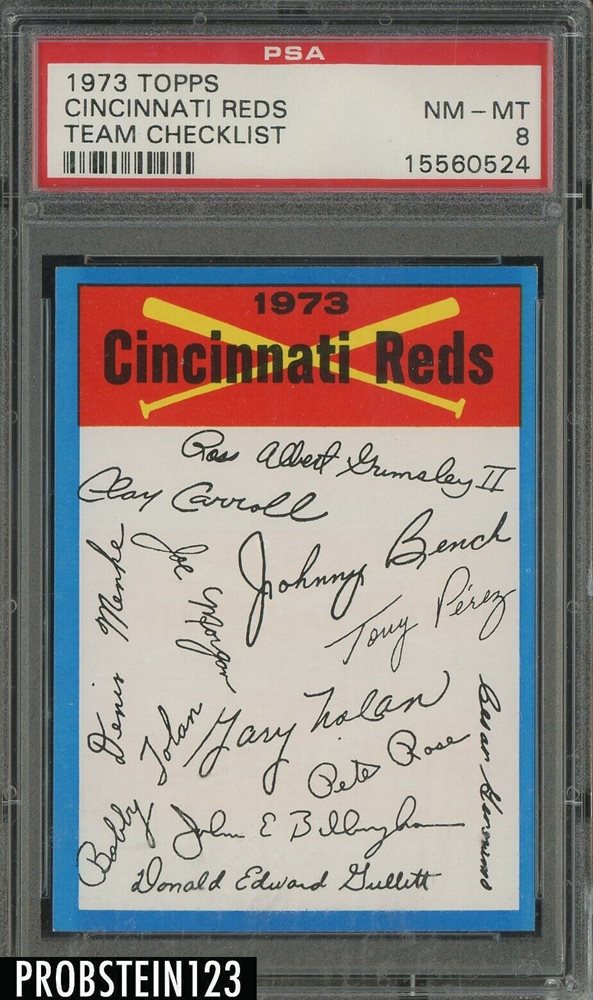 PSA
1973 TOPPS
CINCINNATI REDS NM - MT
TEAM CHECKLIST 8
15560524
1973
Cincinnati Reds
Ross Albert Grimsley II
Clay Carroll
Johnny Bench
Joe Morgan
Denis Menke
Tony Pérez
Gary Nolan
Bobby Tolan
Pete Rose
Cesar Geronimo
John E Billingham
Donald Edward Gullett
PROBSTEIN123